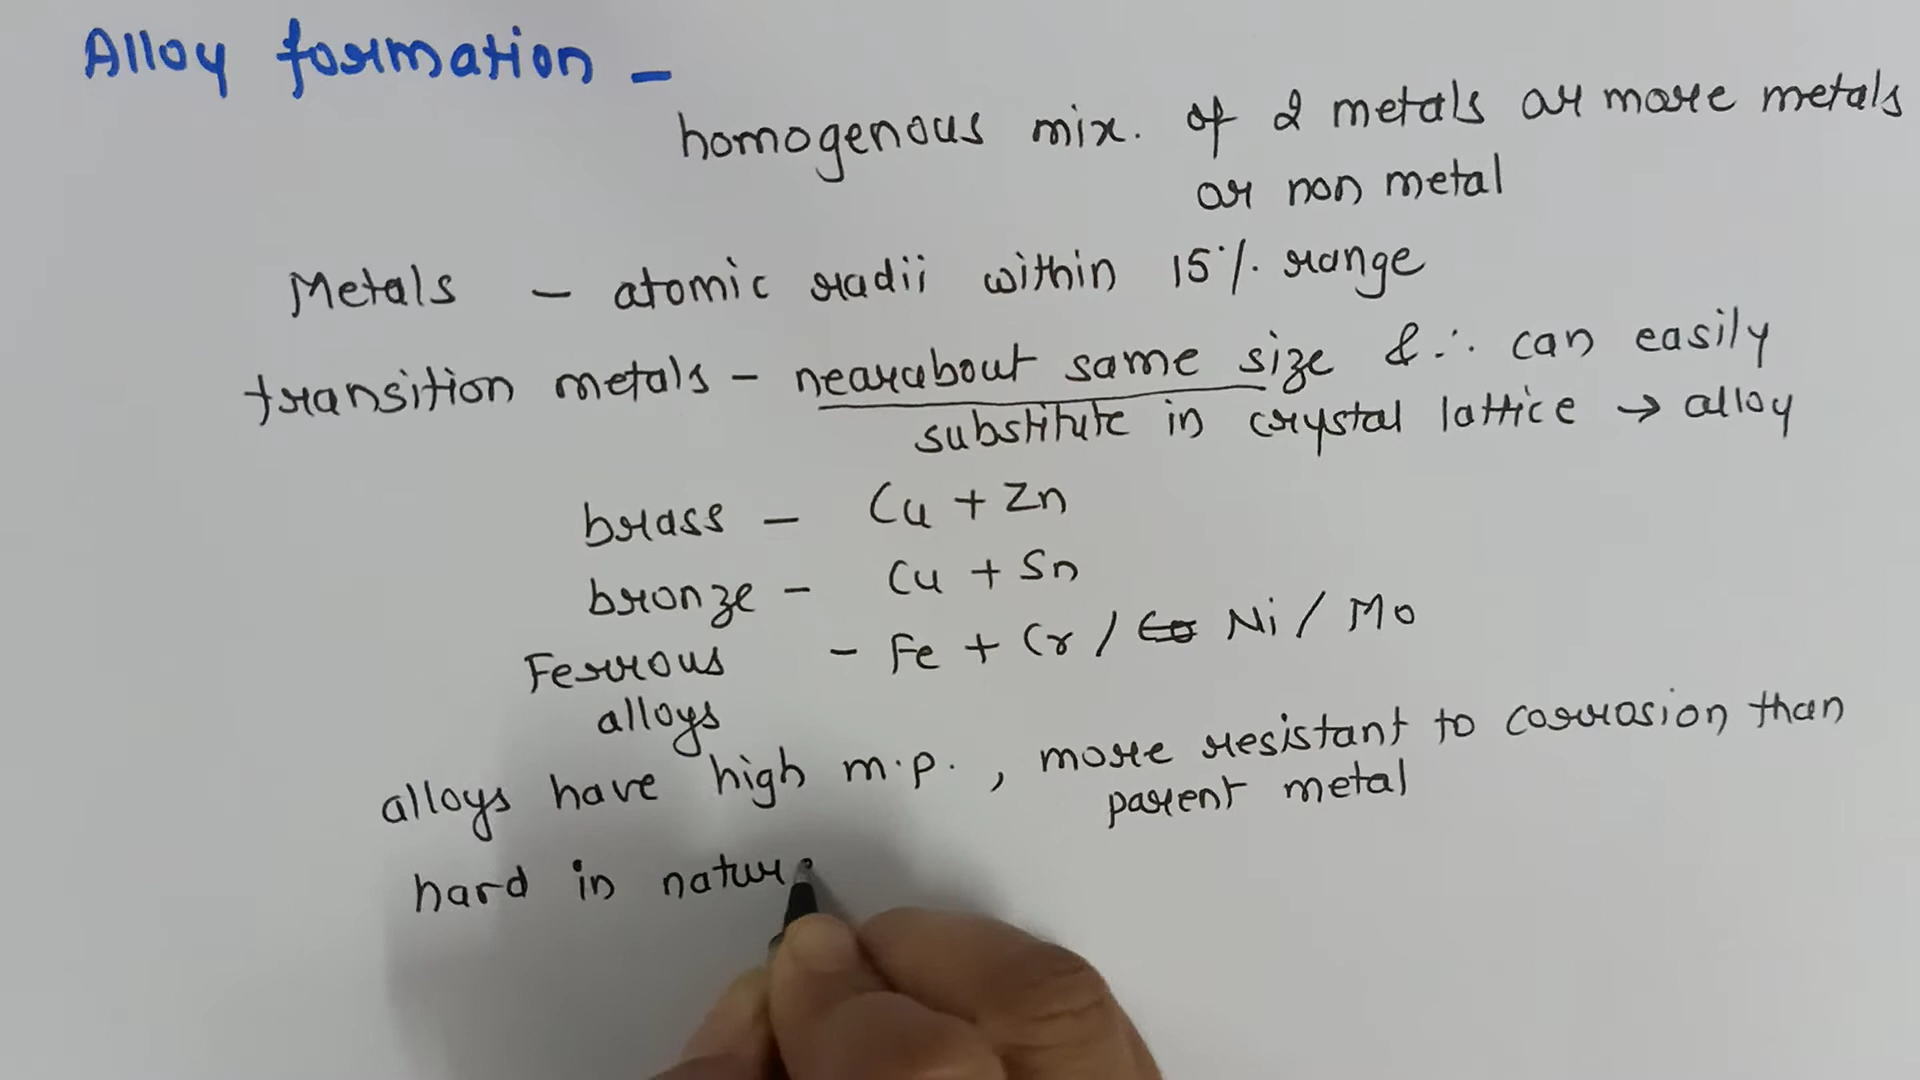 Alloy formation -
homogenous mix. of 2 metals or more metals
or non metal
Metals - atomic radii within 15% range
transition metals - nearabout same size & ∴ can easily
substitute in crystal lattice → alloy
brass - Cu + Zn
bronze - Cu + Sn
Ferrous alloys - Fe + Cr / Ni / Mo
alloys have high m.p., more resistant to corrosion than
parent metal
hard in natur